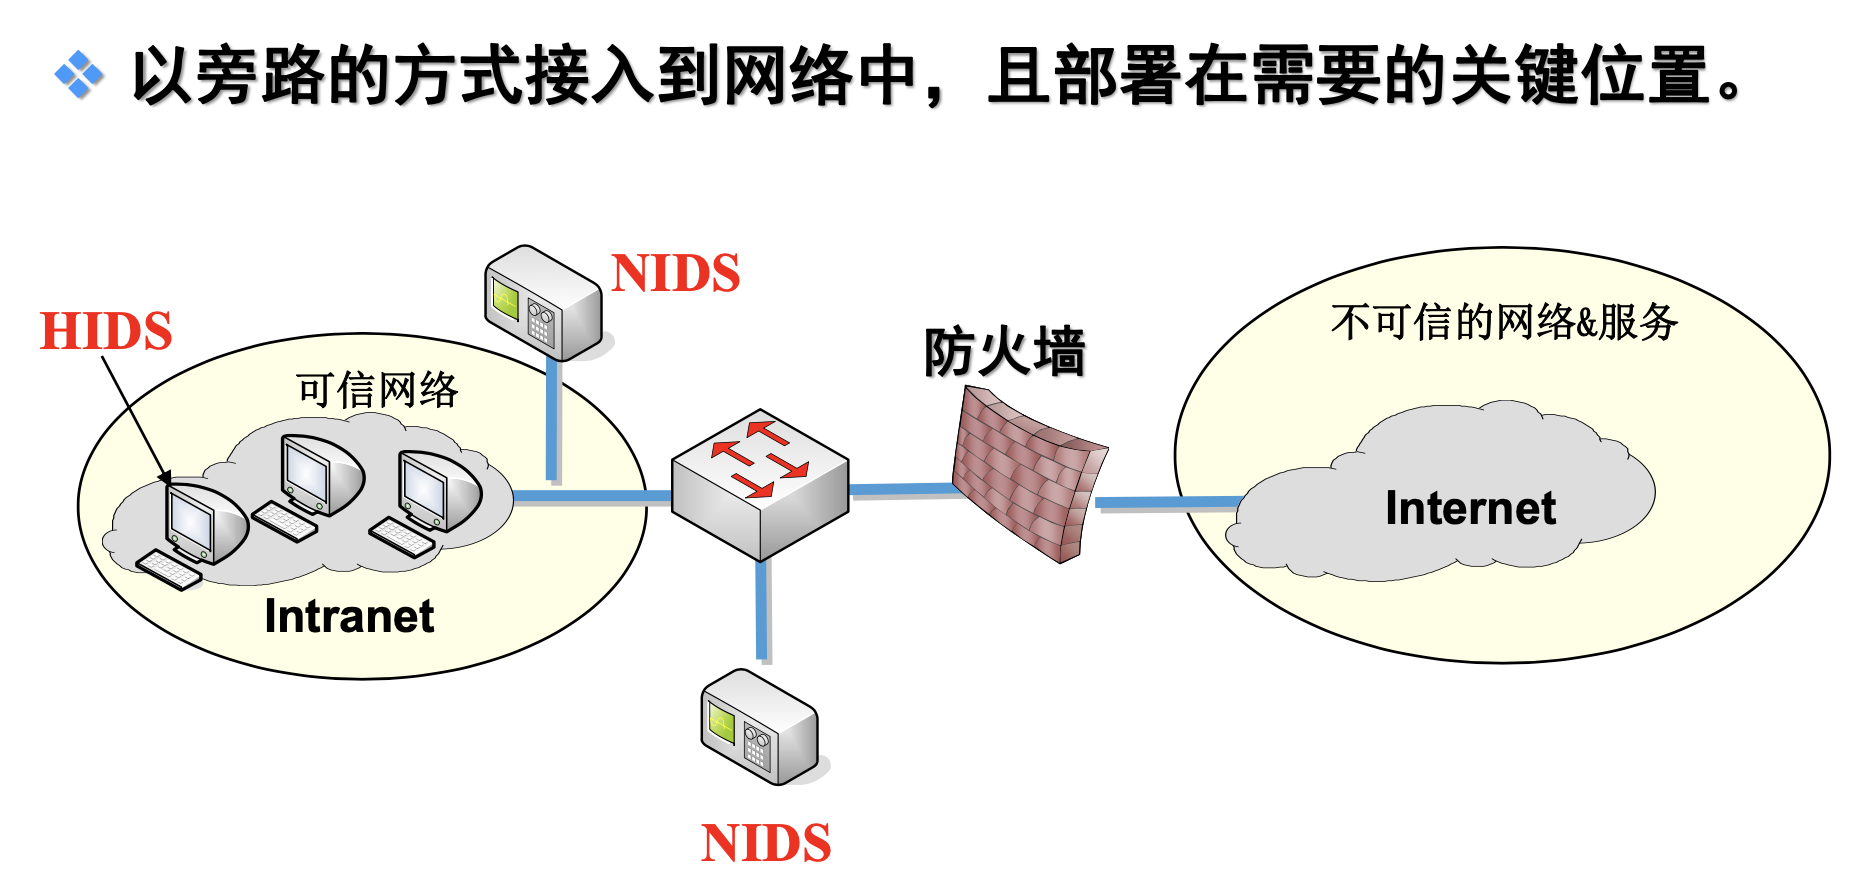 以旁路的方式接入到网络中，且部署在需要的关键位置。
NIDS
HIDS
可信网络
防火墙
不可信的网络&服务
Internet
Intranet
NIDS